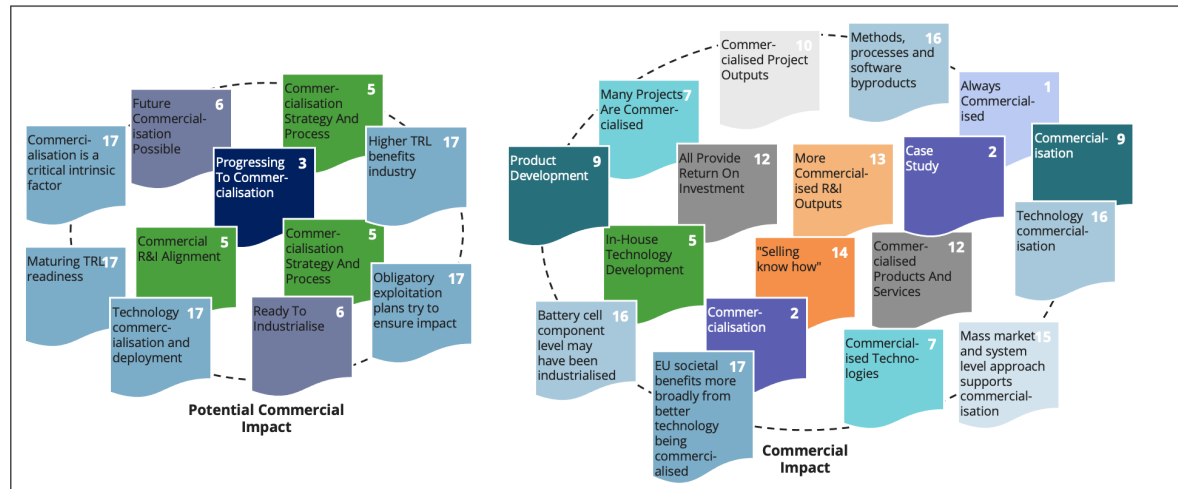 Future
Commercial-
isation
Possible
6
Commer-
cialisation
Strategy And
Process
5
Commerci-
alisation is a
critical intrinsic
factor
17
Progressing
To Commer-
cialisation
3
Higher TRL
benefits
industry
17
Maturing TRL
readiness
17
Commercial
R&I Alignment
5
Commer-
cialisation
Strategy And
Process
5
Obligatory
exploitation
plans try to
ensure impact
17
Technology
commerc-
ialisation and
deployment
17
Ready To
Industrialise
6
Potential Commercial
Impact
Commer-
cialised Project
Outputs
10
Methods,
processes and
software
byproducts
16
Many Projects
Are Commer-
cialised
7
Always
Commercial-
ised
1
Product
Development
9
All Provide
Return On
Investment
12
More
Commercial-
ised R&I
Outputs
13
Case
Study
2
Commercial-
isation
9
In-House
Technology
Development
5
"Selling
know how"
14
Commer-
cialised
Products And
Services
12
Technology
commercial-
isation
16
Battery cell
component
level may
have been
industrialised
16
Commer-
cialisation
2
Commercial-
ised Techno-
logies
7
Mass market
and system
level approach
supports
commercial-
isation
15
EU societal
benefits more
broadly from
better
technology
being
commerci-
alised
17
Commercial
Impact